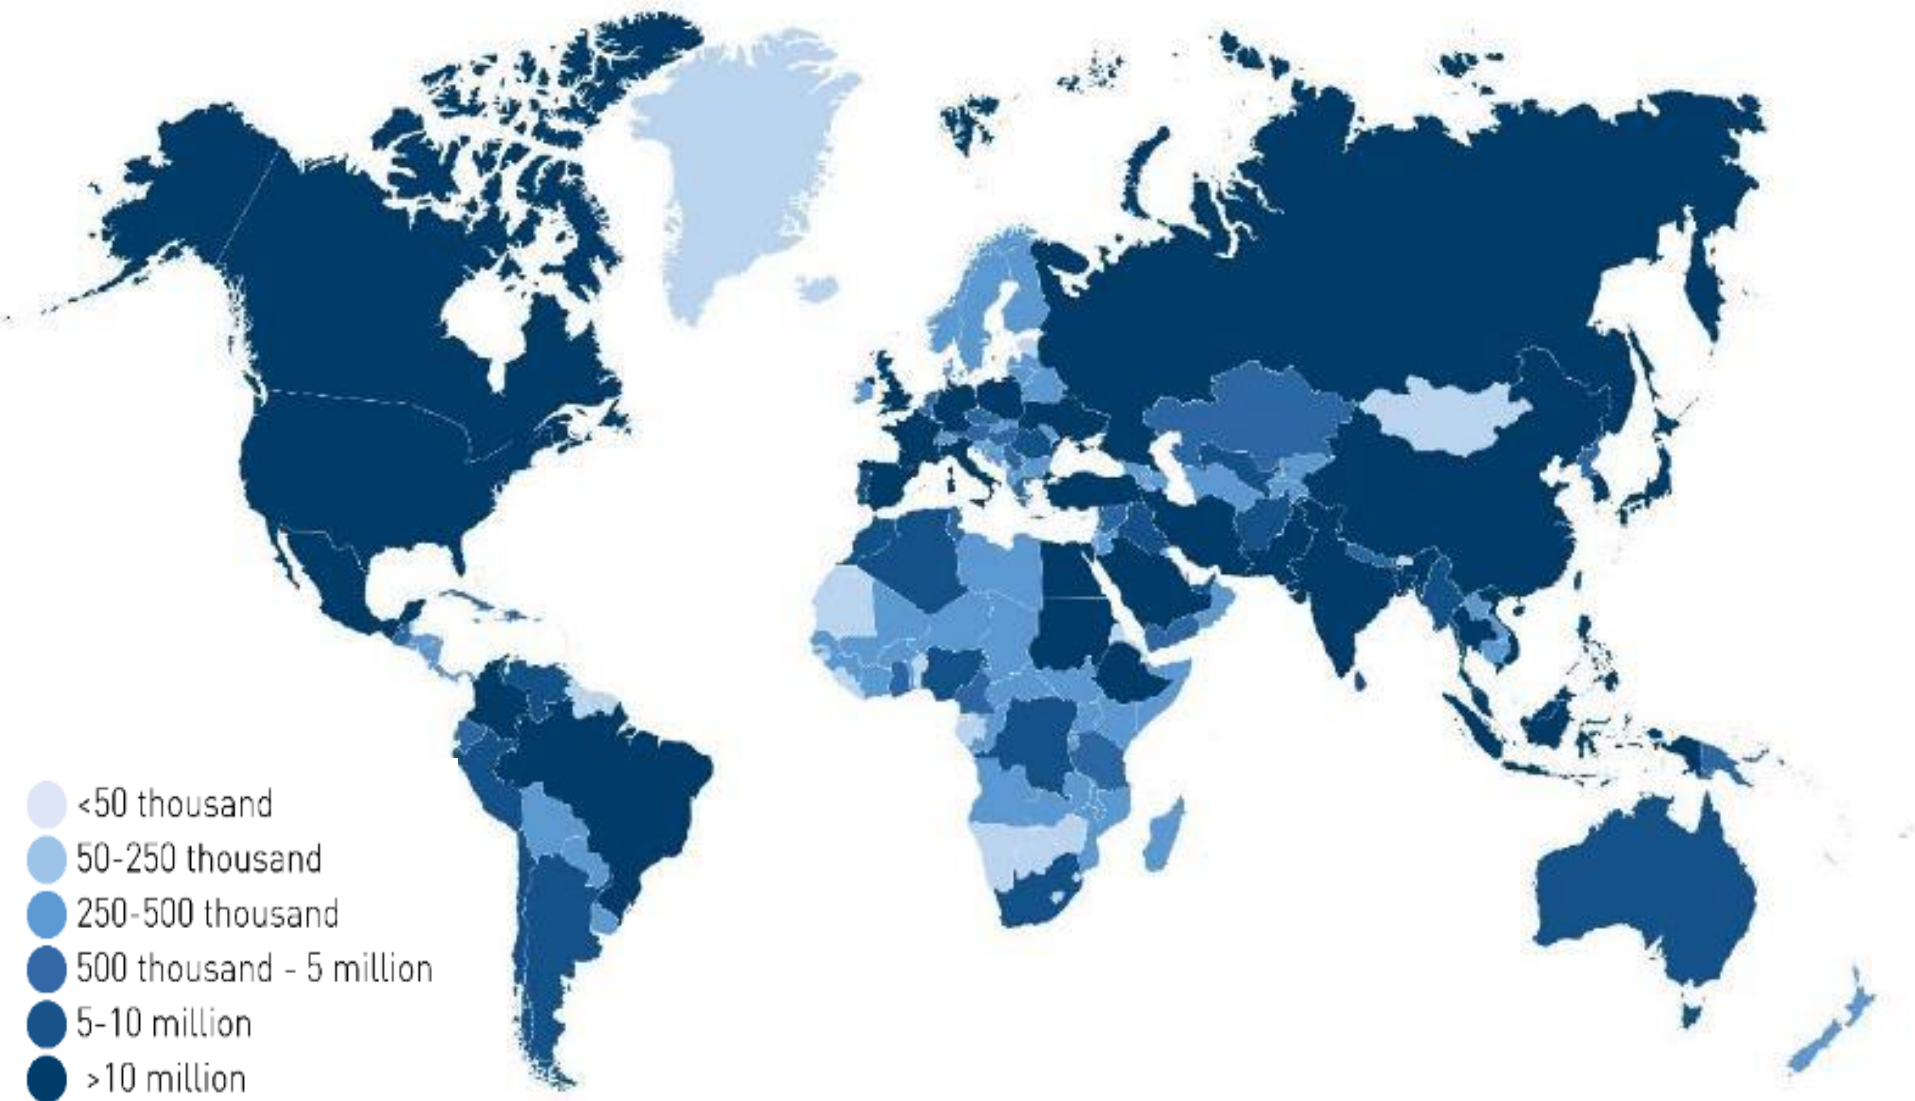 <50 thousand
50-250 thousand
250-500 thousand
500 thousand - 5 million
5-10 million
>10 million